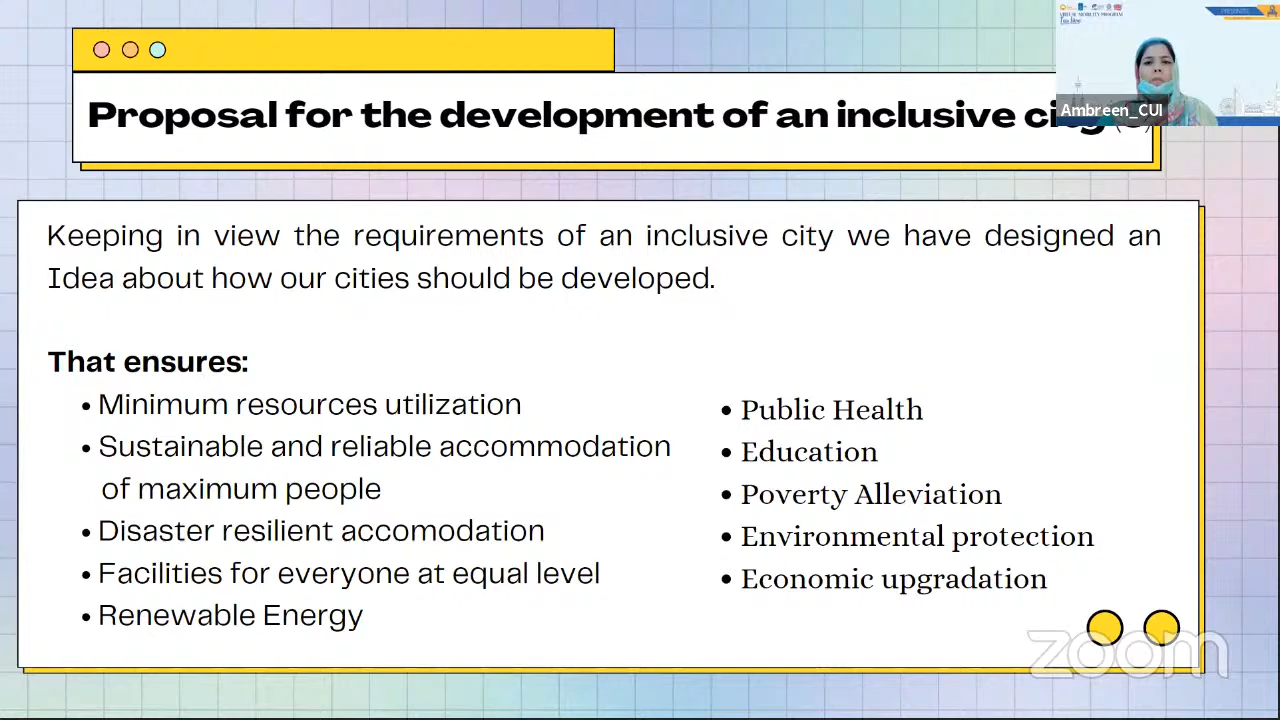 Proposal for the development of an inclusive city
Ambreen_CUI
Keeping in view the requirements of an inclusive city we have designed an
Idea about how our cities should be developed.
That ensures:
• Minimum resources utilization
• Sustainable and reliable accommodation
of maximum people
• Disaster resilient accomodation
• Facilities for everyone at equal level
• Renewable Energy
• Public Health
• Education
• Poverty Alleviation
• Environmental protection
• Economic upgradation
zoom